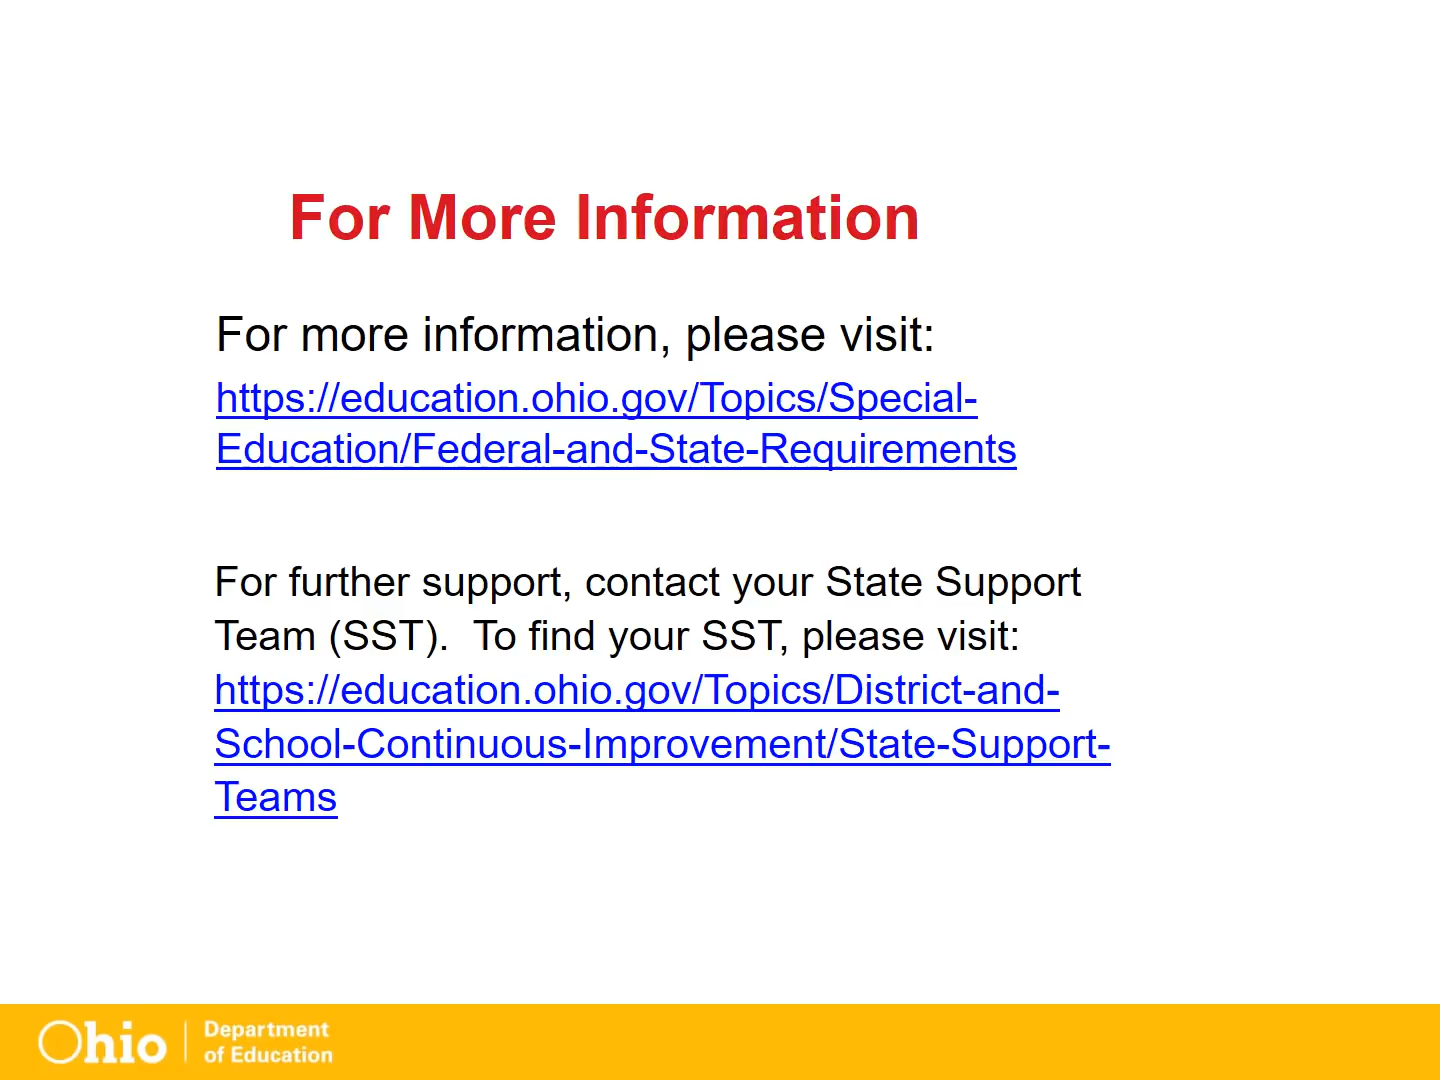 For More Information
For more information, please visit:
https://education.ohio.gov/Topics/Special-
Education/Federal-and-State-Requirements
For further support, contact your State Support
Team (SST).  To find your SST, please visit:
https://education.ohio.gov/Topics/District-and-
School-Continuous-Improvement/State-Support-
Teams
Ohio
Department
of Education